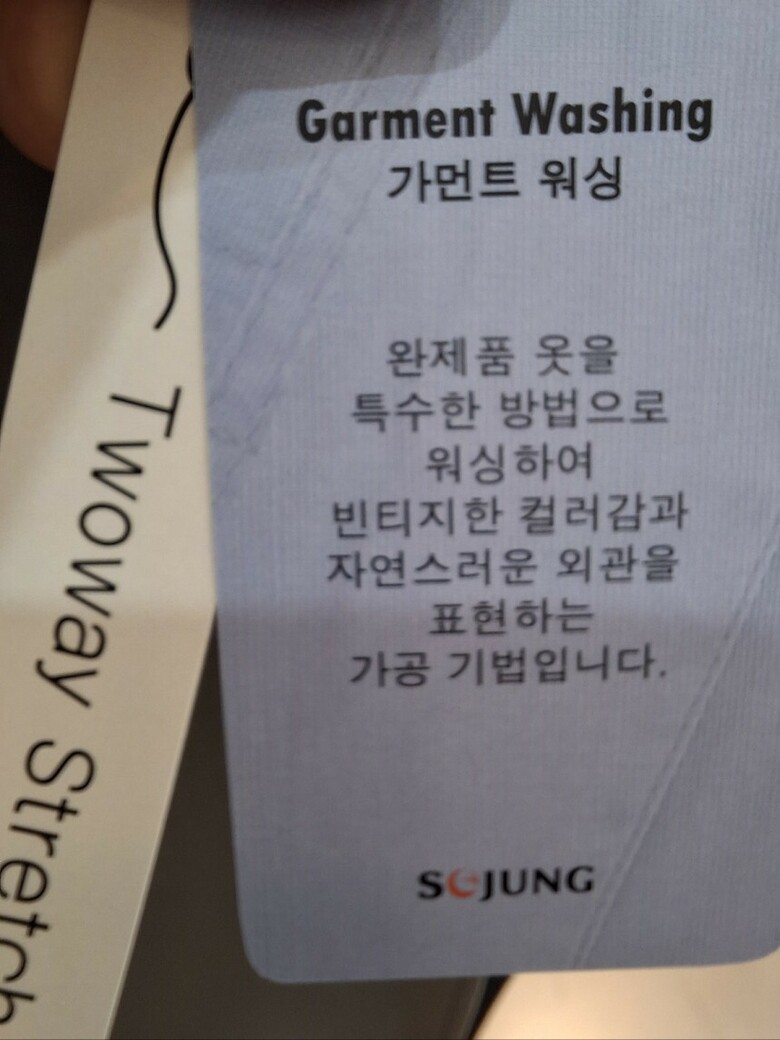 Garment Washing
가먼트 워싱
완제품 옷을
특수한 방법으로
워싱하여
빈티지한 컬러감과
자연스러운 외관을
표현하는
가공 기법입니다.
SEJUNG
Twoway Stretch